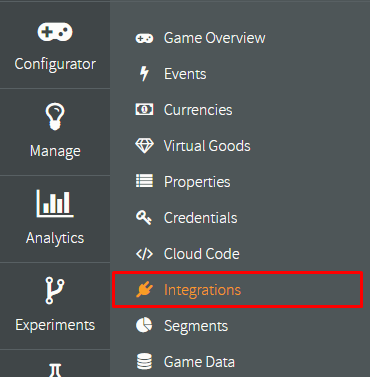 Configurator
Manage
Analytics
Experiments
Game Overview
Events
Currencies
Virtual Goods
Properties
Credentials
Cloud Code
Integrations
Segments
Game Data